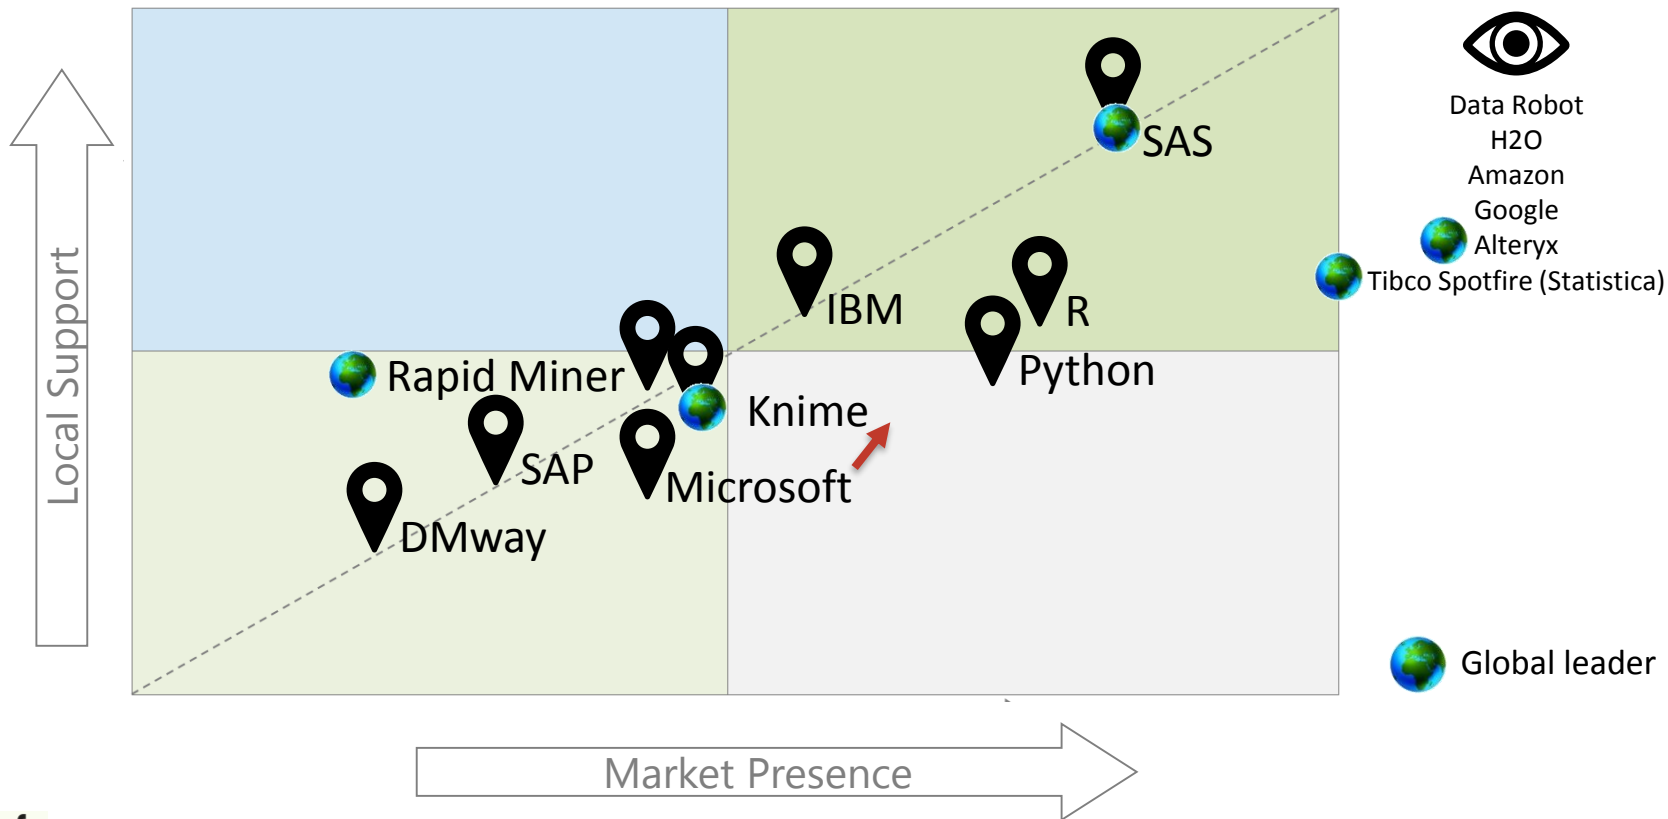 Data Robot
H2O
Amazon
Google
Alteryx
Tibco Spotfire (Statistica)
SAS
IBM
R
Python
Rapid Miner
Knime
SAP
Microsoft
DMway
Local Support
Global leader
Market Presence